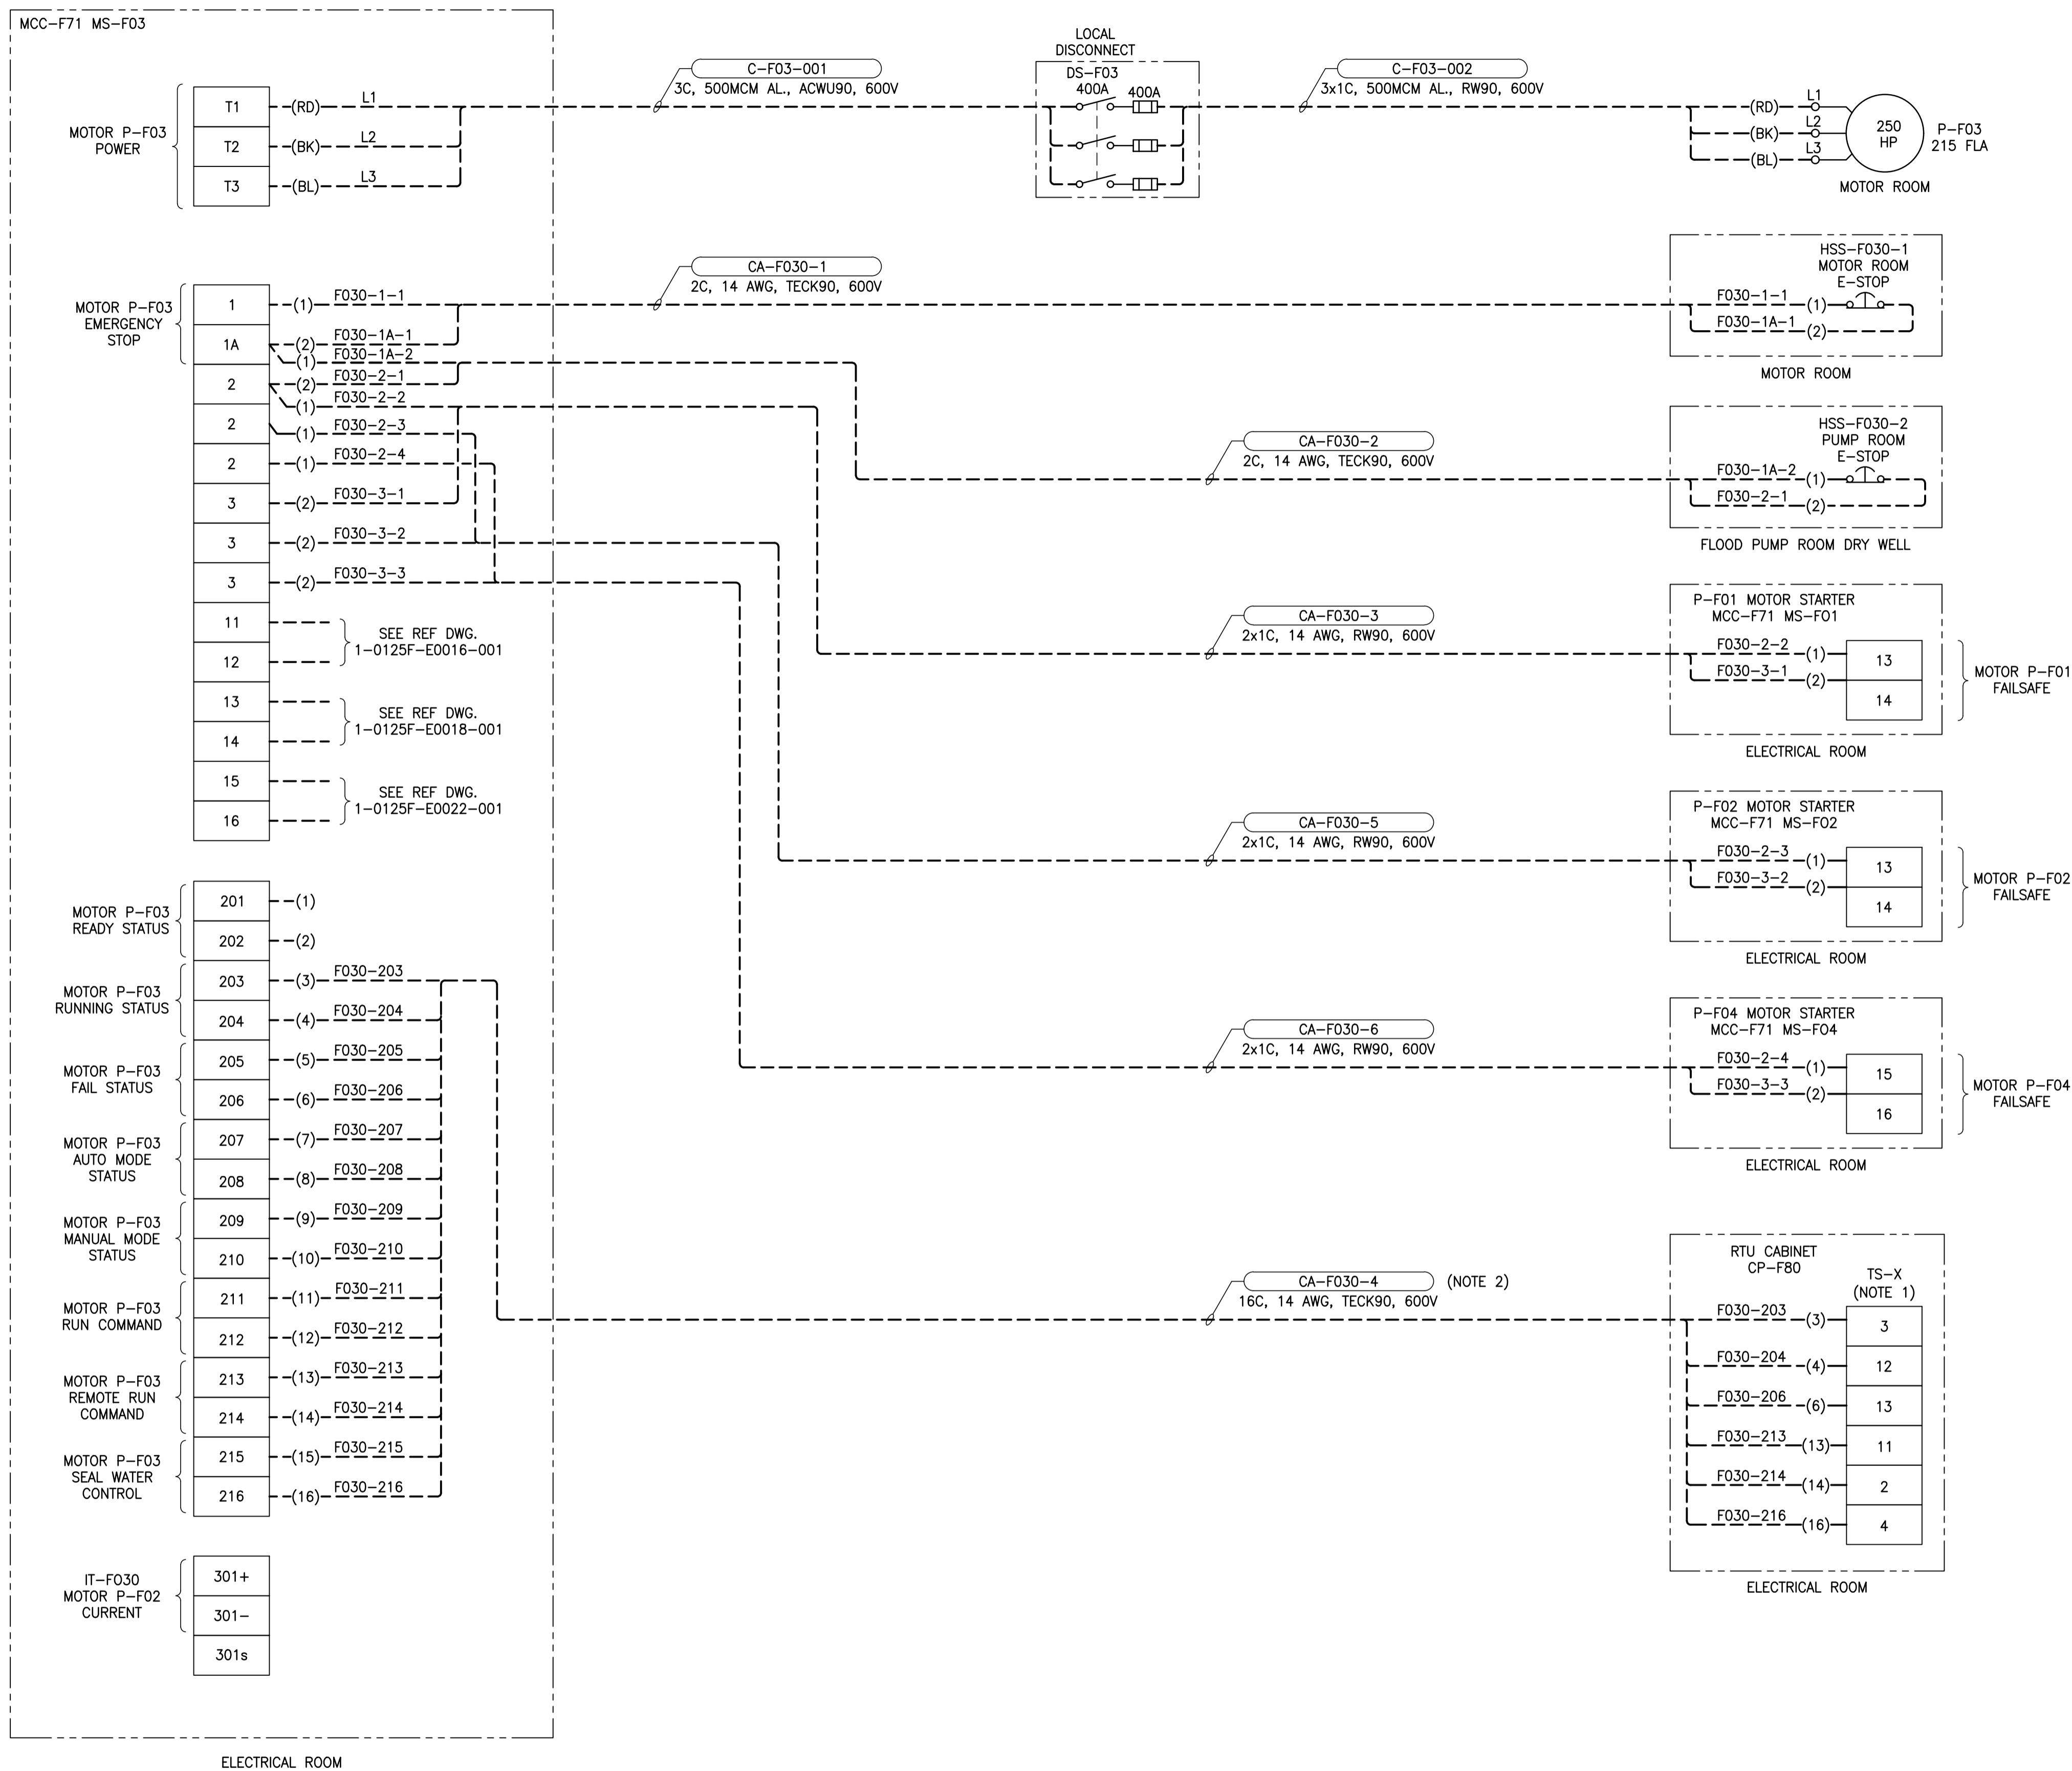 MCC-F71 MS-F03
MOTOR P-F03
POWER
T1
(RD)
L1
T2
(BK)
L2
T3
(BL)
L3
C-F03-001
3C, 500MCM AL., ACWU90, 600V
LOCAL
DISCONNECT
DS-F03
400A
400A
C-F03-002
3x1C, 500MCM AL., RW90, 600V
(RD)
L1
(BK)
L2
(BL)
L3
250
HP
P-F03
215 FLA
MOTOR ROOM
MOTOR P-F03
EMERGENCY
STOP
1
(1)
F030-1-1
1A
(2)
F030-1A-1
(1)
F030-1A-2
2
(2)
F030-2-1
(1)
F030-2-2
2
(1)
F030-2-3
2
(1)
F030-2-4
3
(2)
F030-3-1
3
(2)
F030-3-2
3
(2)
F030-3-3
11
12
SEE REF DWG.
1-0125F-E0016-001
13
14
SEE REF DWG.
1-0125F-E0018-001
15
16
SEE REF DWG.
1-0125F-E0022-001
CA-F030-1
2C, 14 AWG, TECK90, 600V
HSS-F030-1
MOTOR ROOM
E-STOP
F030-1-1
(1)
F030-1A-1
(2)
MOTOR ROOM
CA-F030-2
2C, 14 AWG, TECK90, 600V
HSS-F030-2
PUMP ROOM
E-STOP
F030-1A-2
(1)
F030-2-1
(2)
FLOOD PUMP ROOM DRY WELL
CA-F030-3
2x1C, 14 AWG, RW90, 600V
P-F01 MOTOR STARTER
MCC-F71 MS-F01
F030-2-2
(1)
13
F030-3-1
(2)
14
MOTOR P-F01
FAILSAFE
ELECTRICAL ROOM
CA-F030-5
2x1C, 14 AWG, RW90, 600V
P-F02 MOTOR STARTER
MCC-F71 MS-F02
F030-2-3
(1)
13
F030-3-2
(2)
14
MOTOR P-F02
FAILSAFE
ELECTRICAL ROOM
CA-F030-6
2x1C, 14 AWG, RW90, 600V
P-F04 MOTOR STARTER
MCC-F71 MS-F04
F030-2-4
(1)
15
F030-3-3
(2)
16
MOTOR P-F04
FAILSAFE
ELECTRICAL ROOM
MOTOR P-F03
READY STATUS
201
(1)
202
(2)
MOTOR P-F03
RUNNING STATUS
203
(3)
F030-203
204
(4)
F030-204
MOTOR P-F03
FAIL STATUS
205
(5)
F030-205
206
(6)
F030-206
MOTOR P-F03
AUTO MODE
STATUS
207
(7)
F030-207
208
(8)
F030-208
MOTOR P-F03
MANUAL MODE
STATUS
209
(9)
F030-209
210
(10)
F030-210
MOTOR P-F03
RUN COMMAND
211
(11)
F030-211
212
(12)
F030-212
MOTOR P-F03
REMOTE RUN
COMMAND
213
(13)
F030-213
214
(14)
F030-214
MOTOR P-F03
SEAL WATER
CONTROL
215
(15)
F030-215
216
(16)
F030-216
CA-F030-4
(NOTE 2)
16C, 14 AWG, TECK90, 600V
RTU CABINET
CP-F80
TS-X
(NOTE 1)
F030-203
(3)
3
F030-204
(4)
12
F030-206
(6)
13
F030-213
(13)
11
F030-214
(14)
2
F030-216
(16)
4
ELECTRICAL ROOM
IT-F030
MOTOR P-F02
CURRENT
301+
301-
301s
ELECTRICAL ROOM